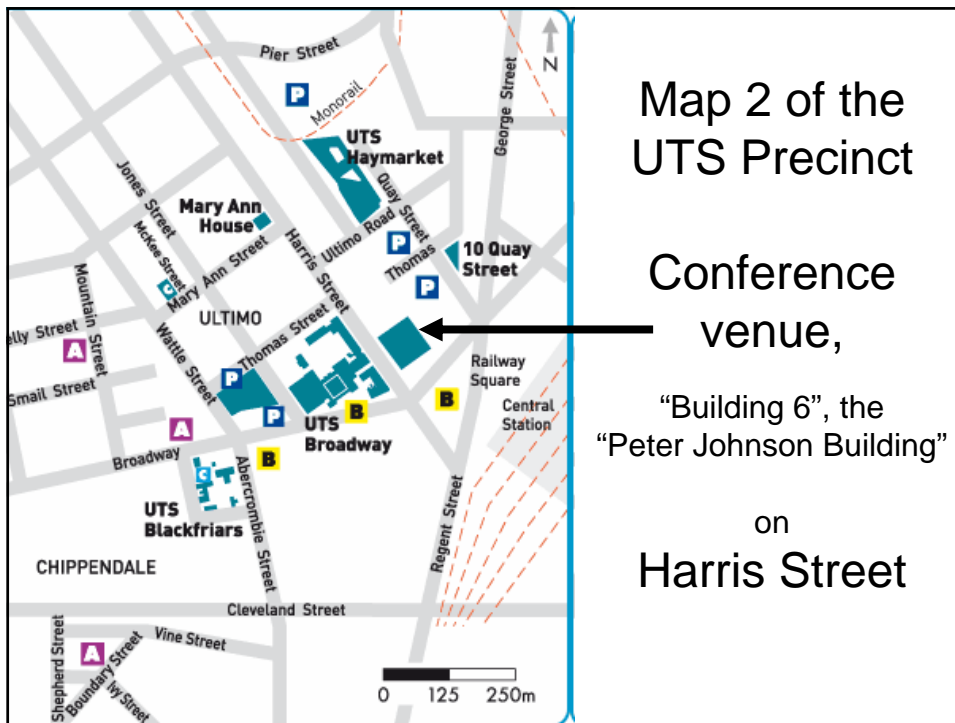 Pier Street
N
P
Monorail
George Street
UTS
Haymarket
Jones Street
Quay Street
Mary Ann
House
McKee Street
Mary Ann Street
Harris Street
Ultimo Road
P
Thomas
10 Quay
Street
Mountain Street
C
P
ULTIMO
elly Street
A
Wattle Street
Thomas Street
Railway
Square
Smail Street
P
B
B
Central
Station
A
P
UTS
Broadway
Broadway
B
C
Abercrombie Street
UTS
Blackfriars
Regent Street
CHIPPENDALE
Cleveland Street
Shepherd Street
A
Vine Street
Boundary Street
Ivy Street
0 125 250m
Map 2 of the
UTS Precinct
Conference
venue,
“Building 6”, the
“Peter Johnson Building”
on
Harris Street